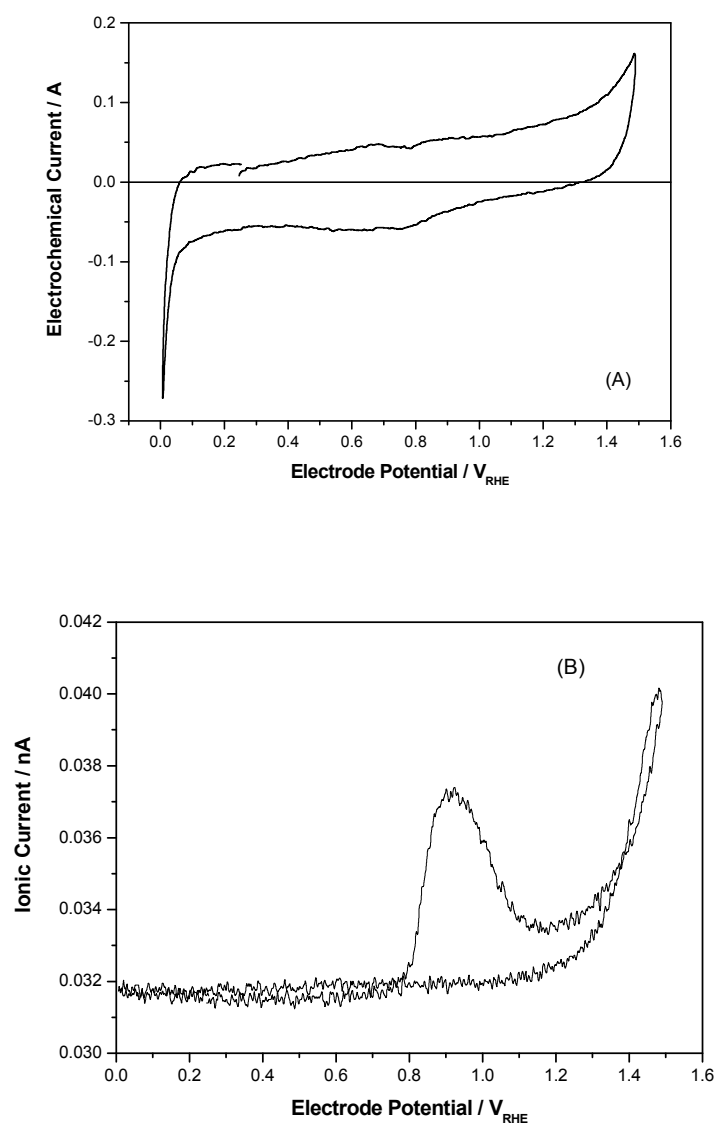 0.2
0.1
0.0
-0.1
-0.2
-0.3
Electrochemical Current / A
(A)
0.0 0.2 0.4 0.6 0.8 1.0 1.2 1.4 1.6
Electrode Potential / V_RHE
0.042
0.040
0.038
0.036
0.034
0.032
0.030
Ionic Current / nA
(B)
0.0 0.2 0.4 0.6 0.8 1.0 1.2 1.4 1.6
Electrode Potential / V_RHE